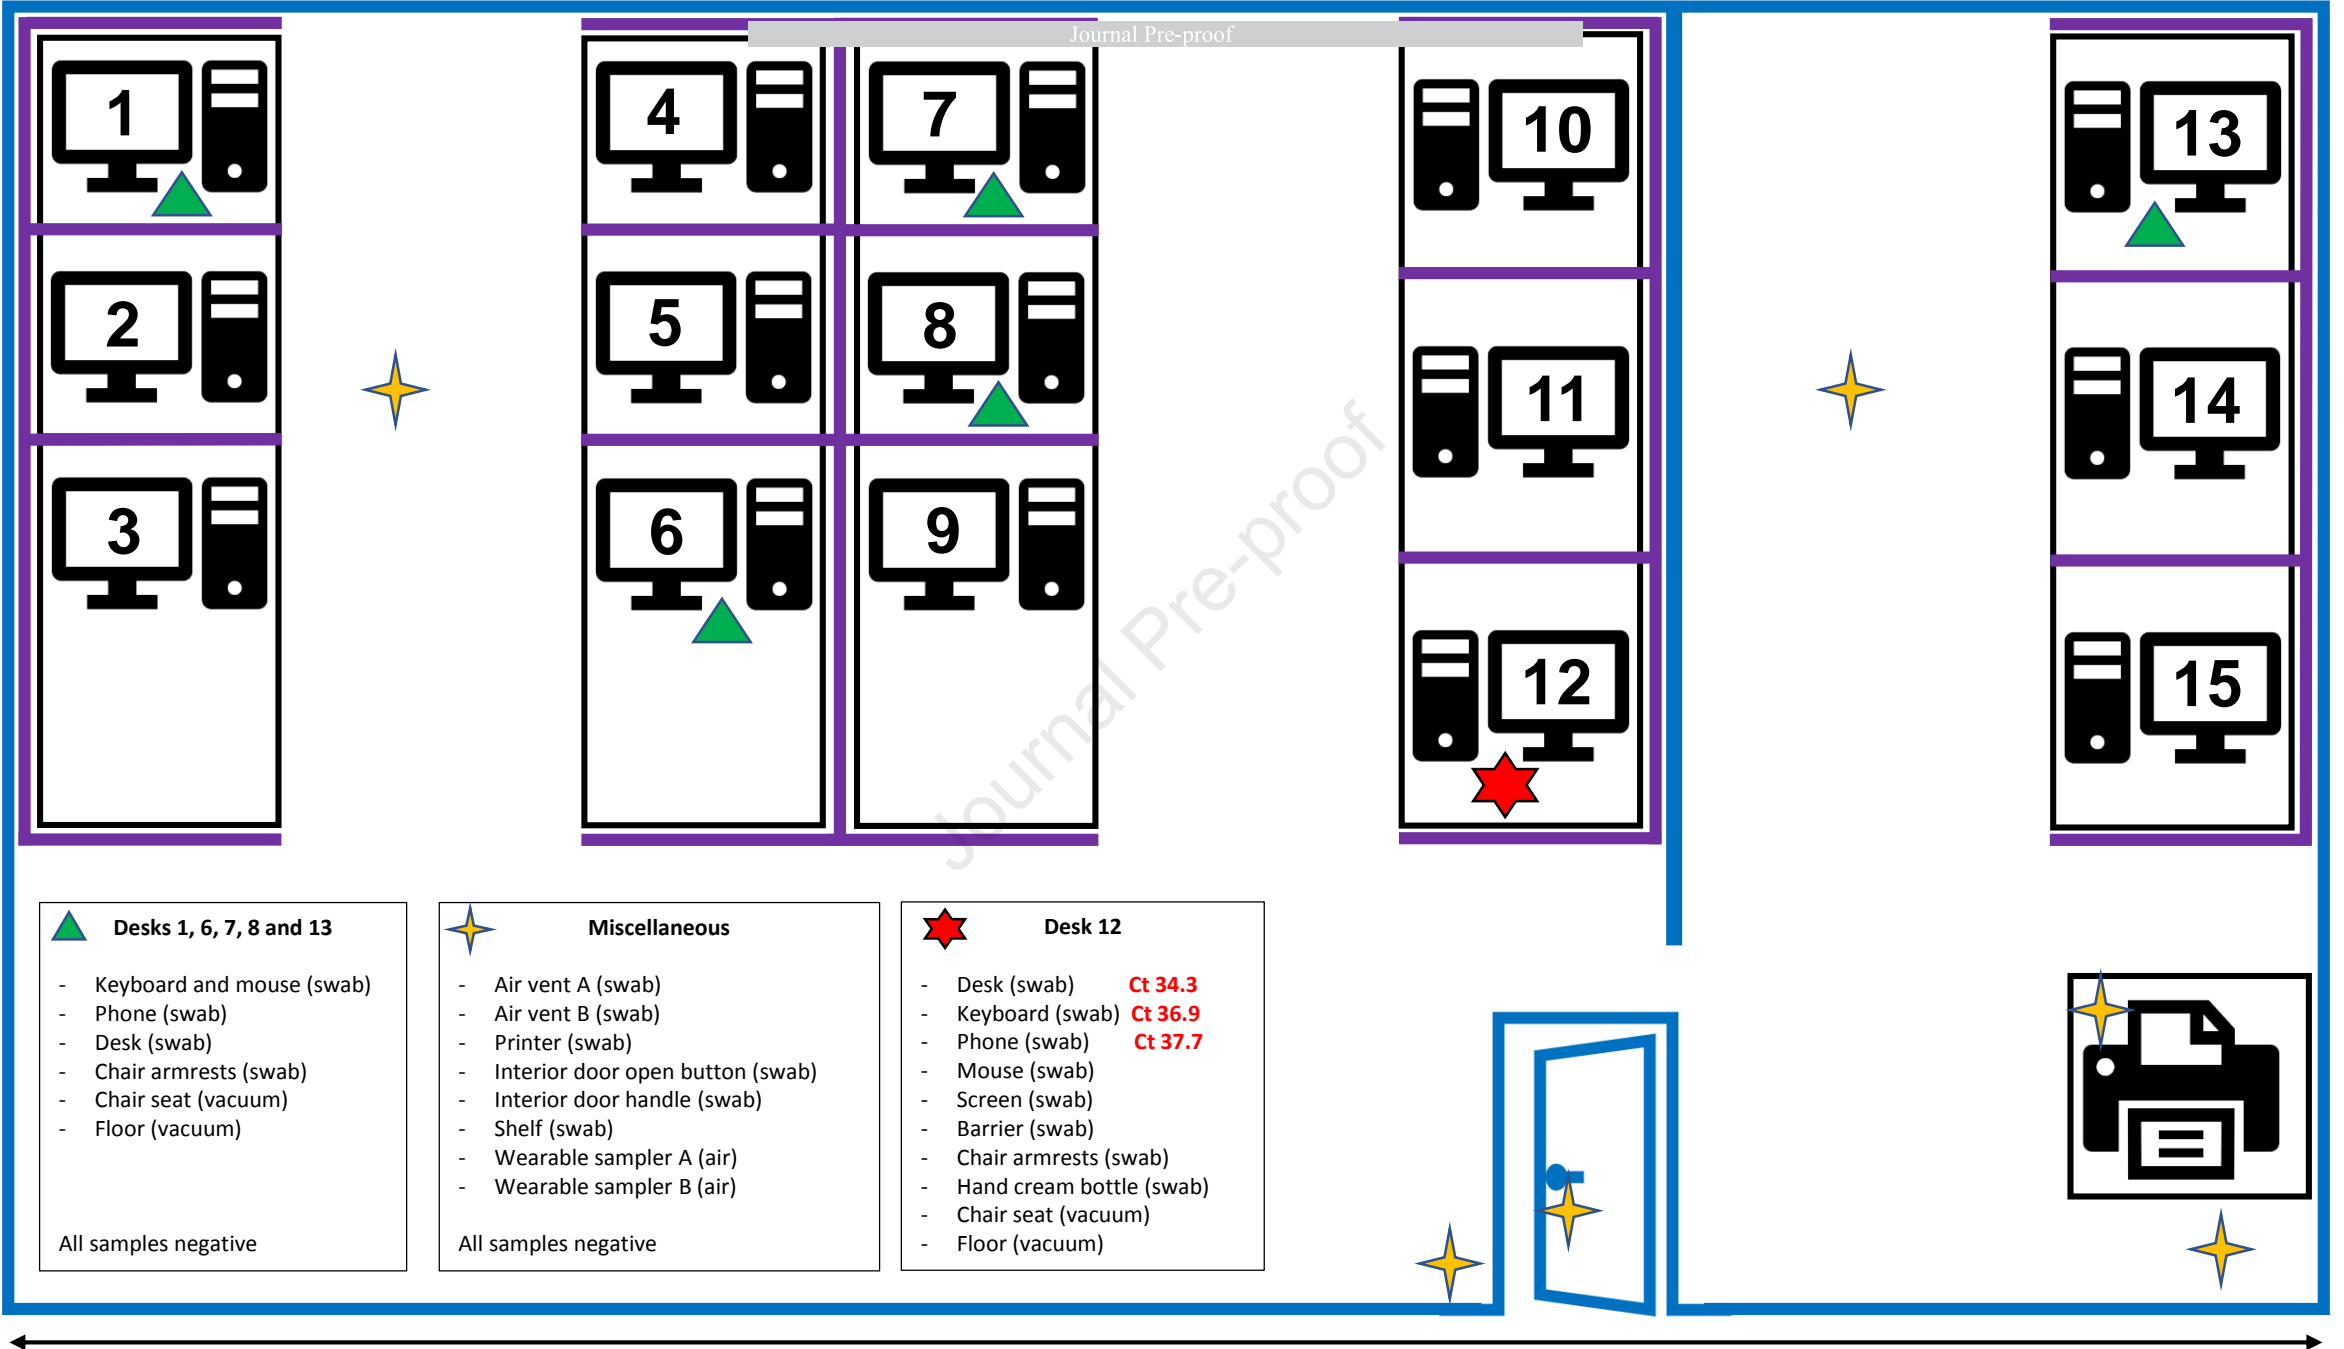 Journal Pre-proof
1
4
7
10
13
2
5
8
11
14
3
6
9
12
15
Journal Pre-proof
Desks 1, 6, 7, 8 and 13
- Keyboard and mouse (swab)
- Phone (swab)
- Desk (swab)
- Chair armrests (swab)
- Chair seat (vacuum)
- Floor (vacuum)
All samples negative
Miscellaneous
- Air vent A (swab)
- Air vent B (swab)
- Printer (swab)
- Interior door open button (swab)
- Interior door handle (swab)
- Shelf (swab)
- Wearable sampler A (air)
- Wearable sampler B (air)
All samples negative
Desk 12
- Desk (swab) Ct 34.3
- Keyboard (swab) Ct 36.9
- Phone (swab) Ct 37.7
- Mouse (swab)
- Screen (swab)
- Barrier (swab)
- Chair armrests (swab)
- Hand cream bottle (swab)
- Chair seat (vacuum)
- Floor (vacuum)